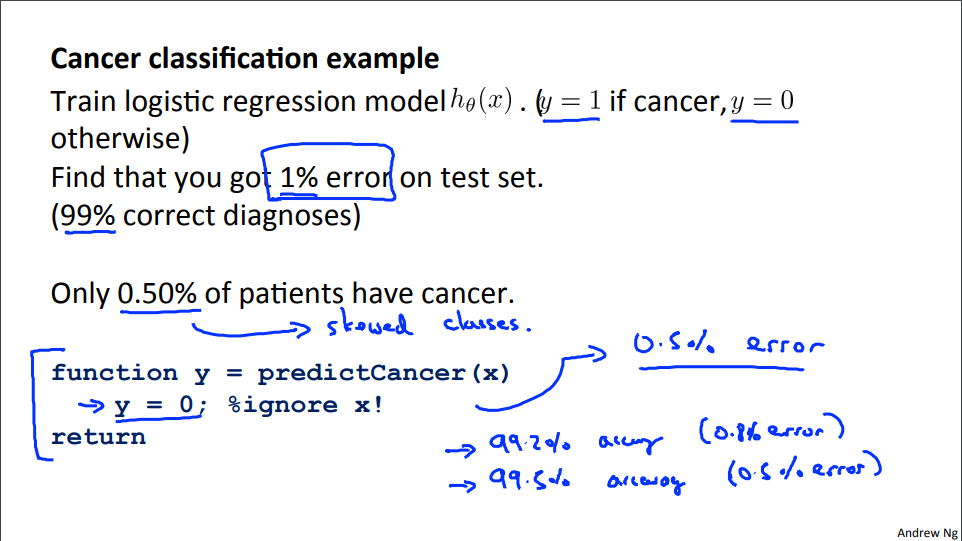 Cancer classification example
Train logistic regression model hθ(x) . (y = 1 if cancer, y = 0
otherwise)
Find that you got 1% error on test set.
(99% correct diagnoses)
Only 0.50% of patients have cancer.
skewed classes.
0.5% error
function y = predictCancer(x)
y = 0; %ignore x!
return
99.2% accuracy (0.8% error)
99.5% accuracy (0.5% error)
Andrew Ng